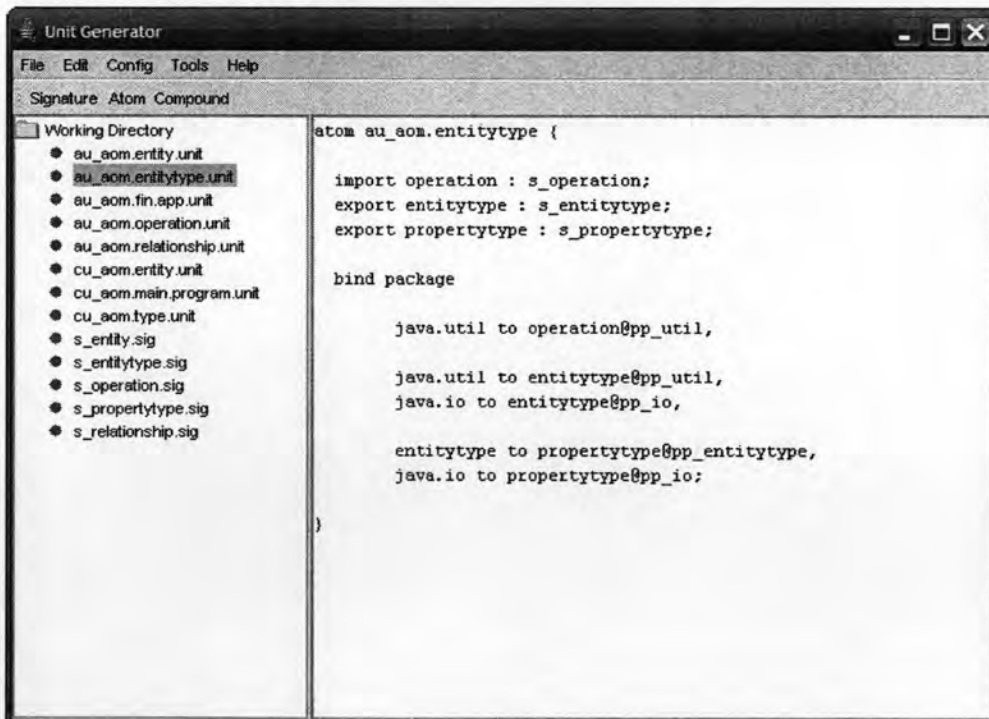 Unit Generator
File Edit Config Tools Help
Signature Atom Compound
Working Directory
au_aom.entity.unit
au_aom.entitytype.unit
au_aom.fin.app.unit
au_aom.operation.unit
au_aom.relationship.unit
cu_aom.entity.unit
cu_aom.main.program.unit
cu_aom.type.unit
s_entity.sig
s_entitytype.sig
s_operation.sig
s_propertytype.sig
s_relationship.sig
atom au_aom.entitytype {
import operation : s_operation;
export entitytype : s_entitytype;
export propertytype : s_propertytype;
bind package
java.util to operation@pp_util,
java.util to entitytype@pp_util,
java.io to entitytype@pp_io,
entitytype to propertytype@pp_entitytype,
java.io to propertytype@pp_io;
}